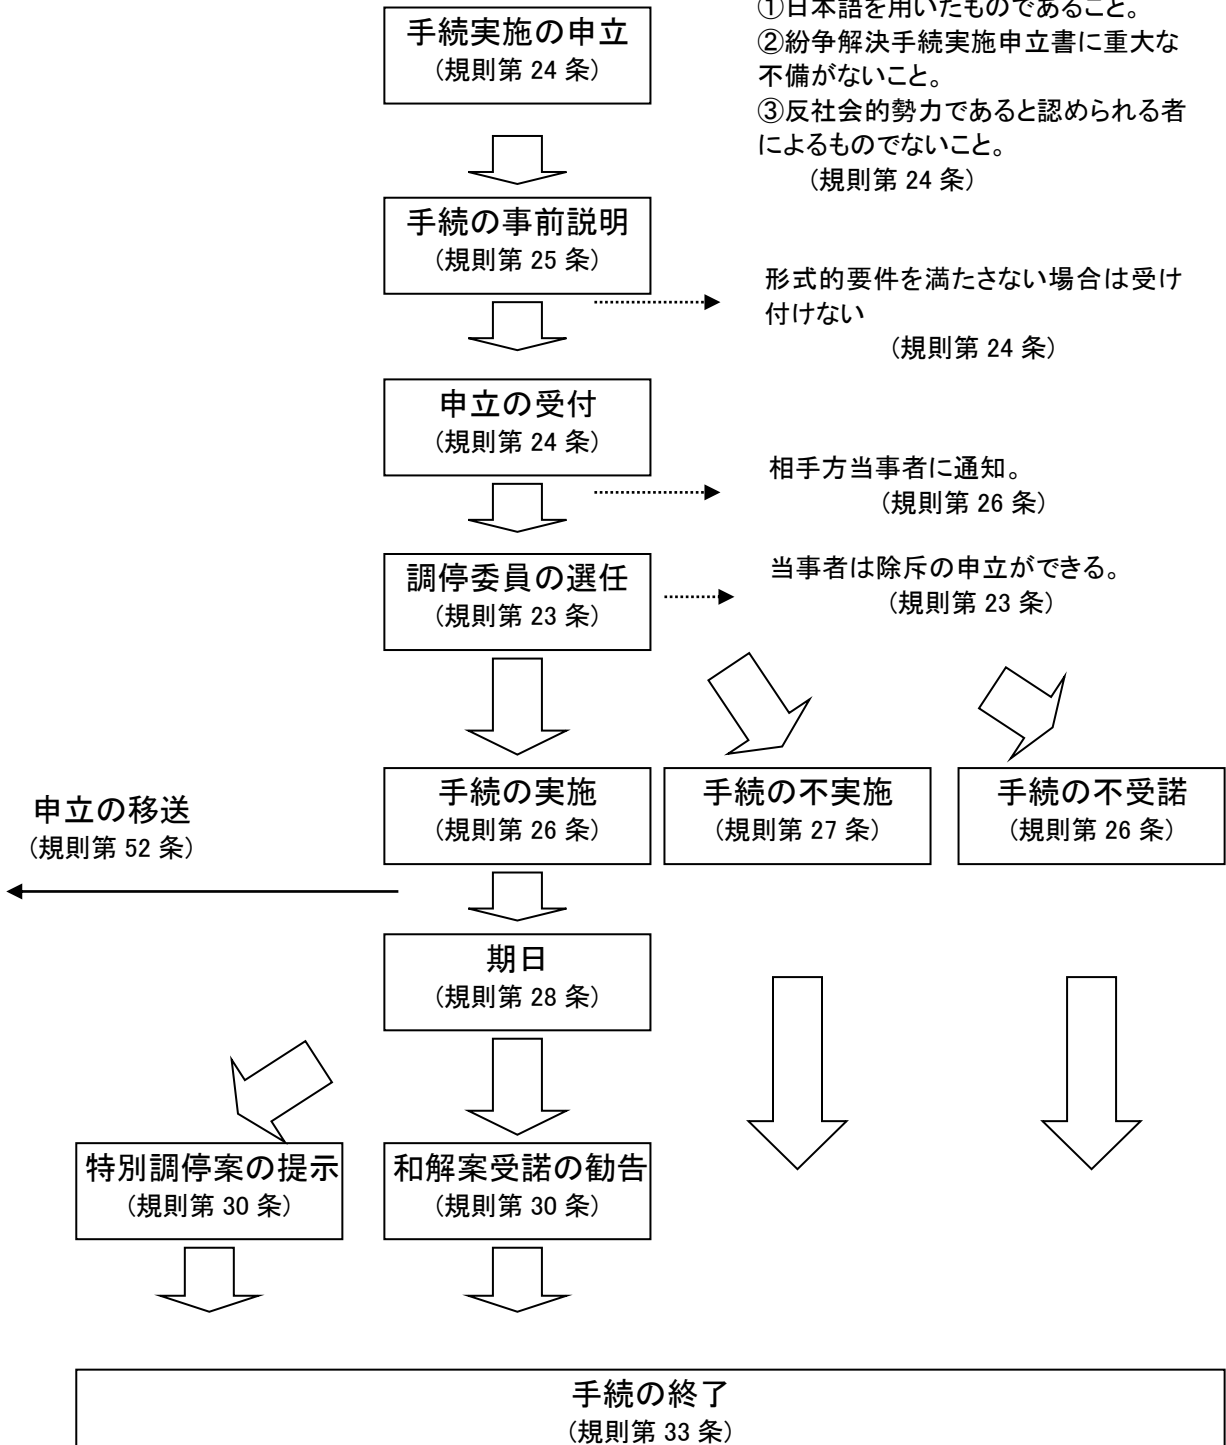 ①日本語を用いたものであること。
手続実施の申立
(規則第 24 条)
②紛争解決手続実施申立書に重大な
不備がないこと。
③反社会的勢力であると認められる者
によるものでないこと。
(規則第 24 条)
手続の事前説明
(規則第 25 条)
形式的要件を満たさない場合は受け
付けない
(規則第 24 条)
申立の受付
(規則第 24 条)
相手方当事者に通知。
(規則第 26 条)
調停委員の選任
(規則第 23 条)
当事者は除斥の申立ができる。
(規則第 23 条)
手続の実施
(規則第 26 条)
手続の不実施
(規則第 27 条)
手続の不受諾
(規則第 26 条)
申立の移送
(規則第 52 条)
期日
(規則第 28 条)
特別調停案の提示
(規則第 30 条)
和解案受諾の勧告
(規則第 30 条)
手続の終了
(規則第 33 条)